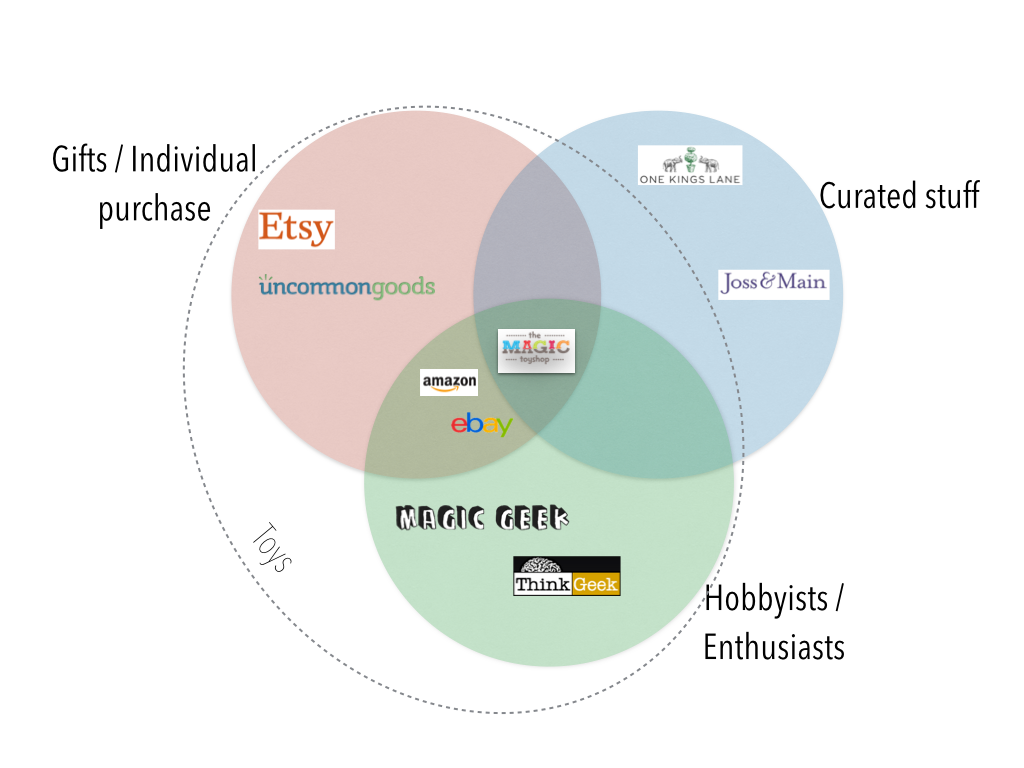 Gifts / Individual
purchase
Curated stuff
ONE KINGS LANE
Etsy
Joss&Main
uncommongoods
the
MAGIC
toyshop
amazon
ebay
MAGIC GEEK
Toys
ThinkGeek
Hobbyists /
Enthusiasts